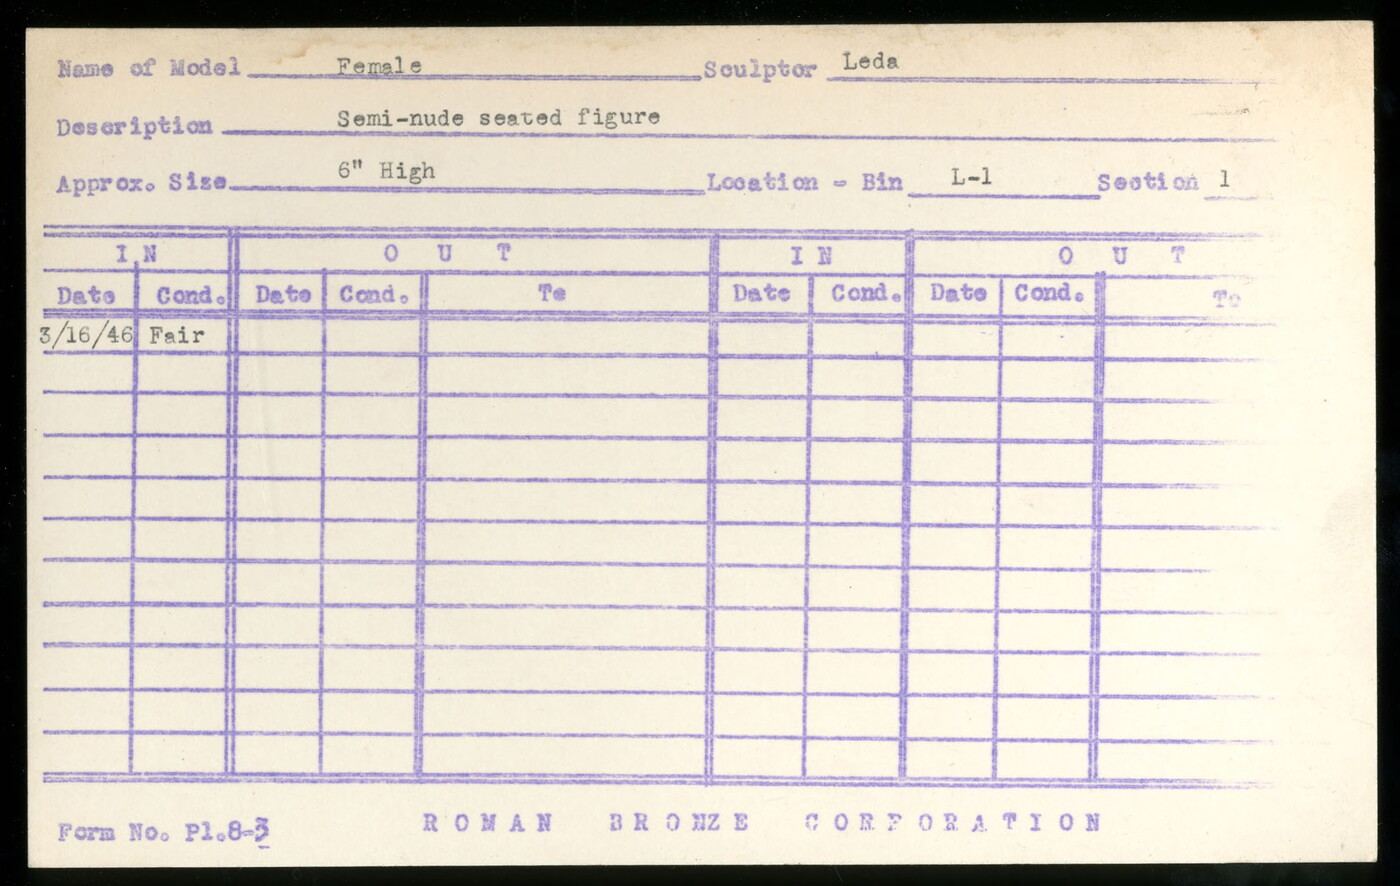 Name of Model Female Sculptor Leda
Description Semi-nude seated figure
Approx. Size 6" High Location - Bin L-1 Section 1
IN OUT IN OUT
Date Cond. Date Cond. To Date Cond. Date Cond. To
3/16/46 Fair
Form No. Pl.8-3 ROMAN BRONZE CORPORATION